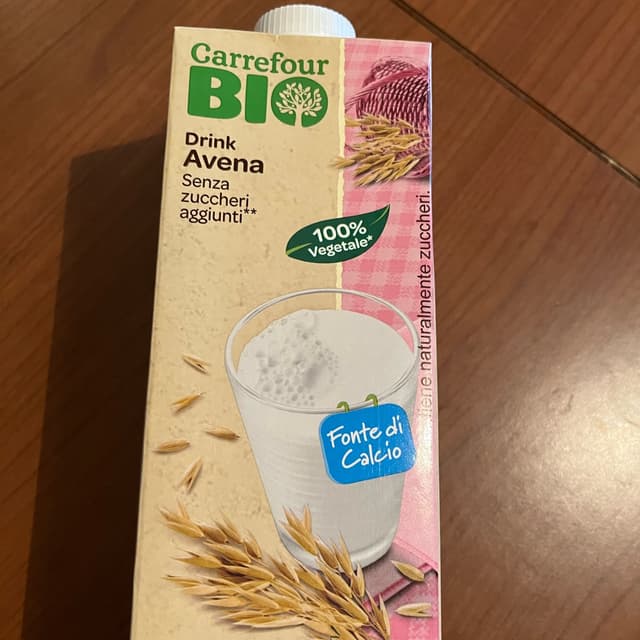 Carrefour
BIO
Drink
Avena
Senza
zuccheri
aggiunti**
100%
Vegetale*
Fonte di
Calcio
naturalmente zuccheri.